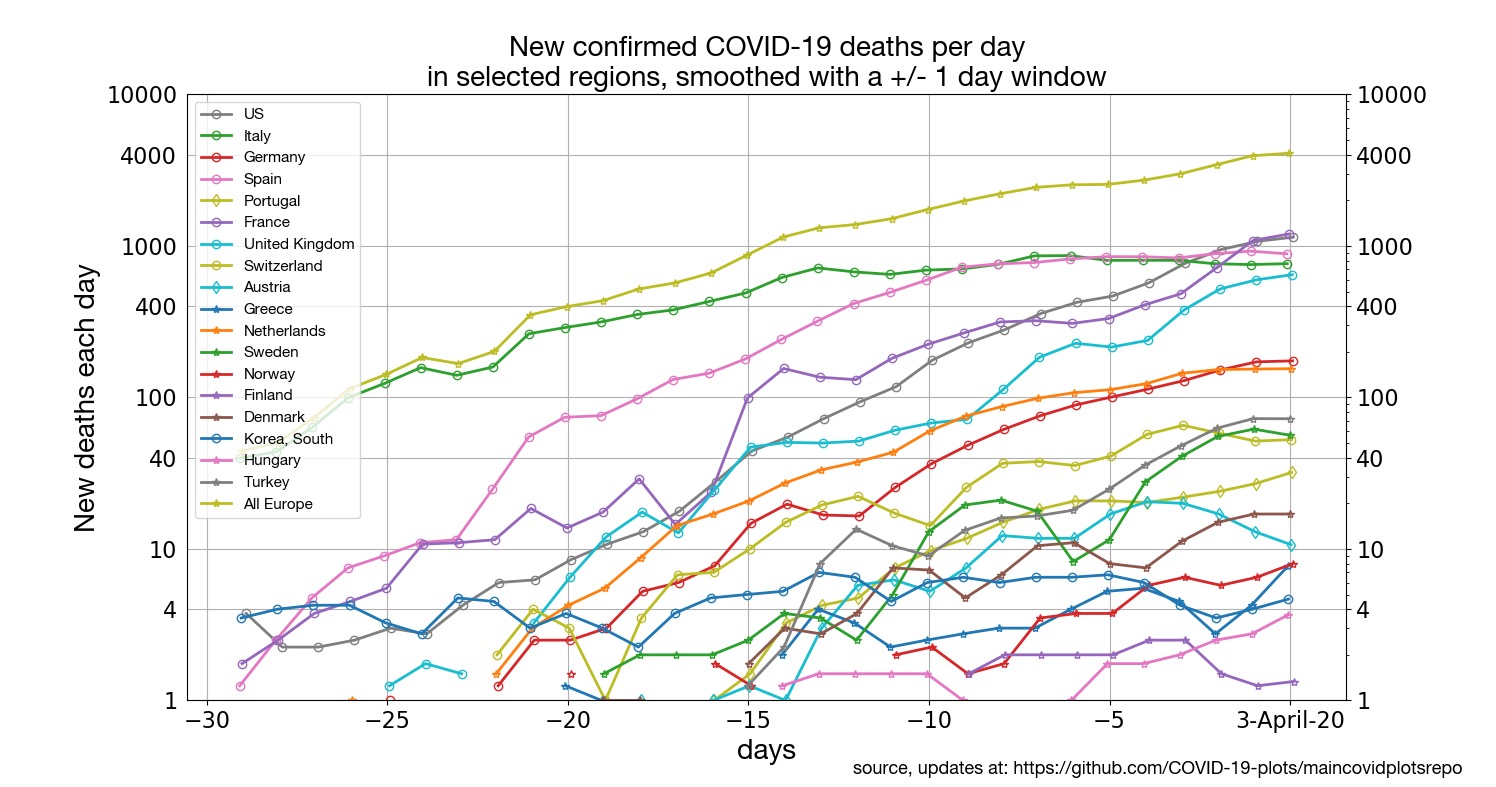 New confirmed COVID-19 deaths per day
in selected regions, smoothed with a +/- 1 day window
New deaths each day
10000
4000
1000
400
100
40
10
4
1
US
Italy
Germany
Spain
Portugal
France
United Kingdom
Switzerland
Austria
Greece
Netherlands
Sweden
Norway
Finland
Denmark
Korea, South
Hungary
Turkey
All Europe
10000
4000
1000
400
100
40
10
4
1
−30 −25 −20 −15 −10 −5 3-April-20
days
source, updates at: https://github.com/COVID-19-plots/maincovidplotsrepo